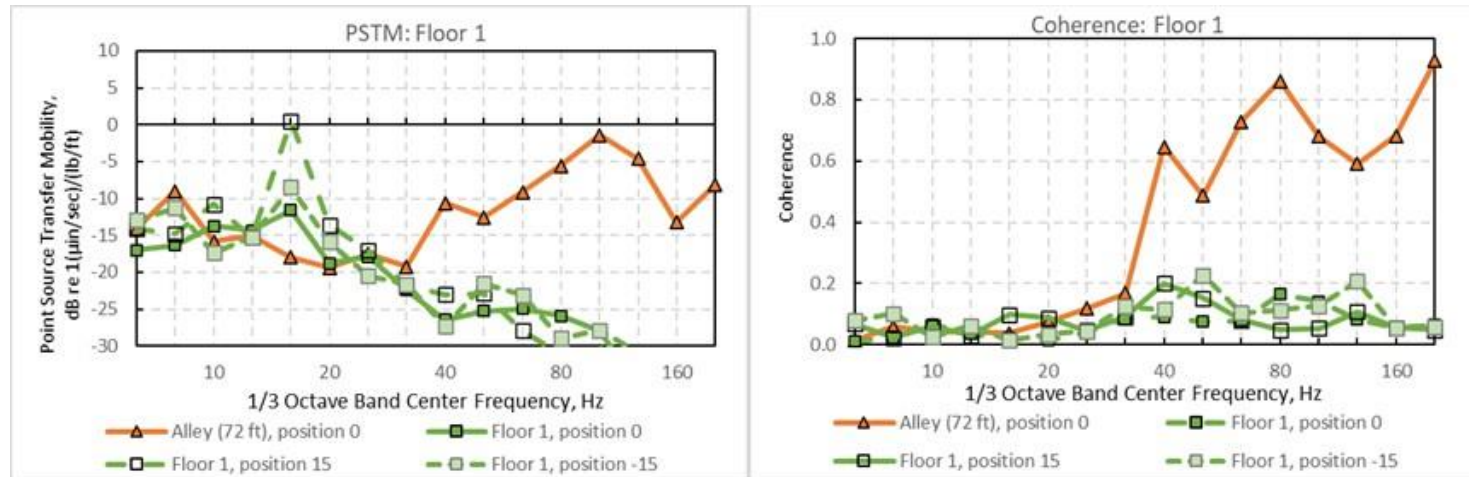 PSTM: Floor 1
Point Source Transfer Mobility,
dB re 1(µin/sec)/(lb/ft)
10
5
0
-5
-10
-15
-20
-25
-30
10 20 40 80 160
1/3 Octave Band Center Frequency, Hz
Alley (72 ft), position 0 Floor 1, position 0
Floor 1, position 15 Floor 1, position -15
Coherence: Floor 1
Coherence
1.0
0.8
0.6
0.4
0.2
0.0
10 20 40 80 160
1/3 Octave Band Center Frequency, Hz
Alley (72 ft), position 0 Floor 1, position 0
Floor 1, position 15 Floor 1, position -15